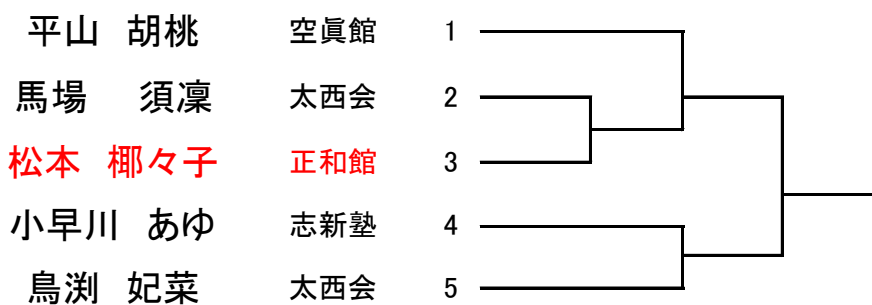 平山 胡桃 空眞館 1
馬場 須凜 太西会 2
松本 椰々子 正和館 3
小早川 あゆ 志新塾 4
鳥渕 妃菜 太西会 5